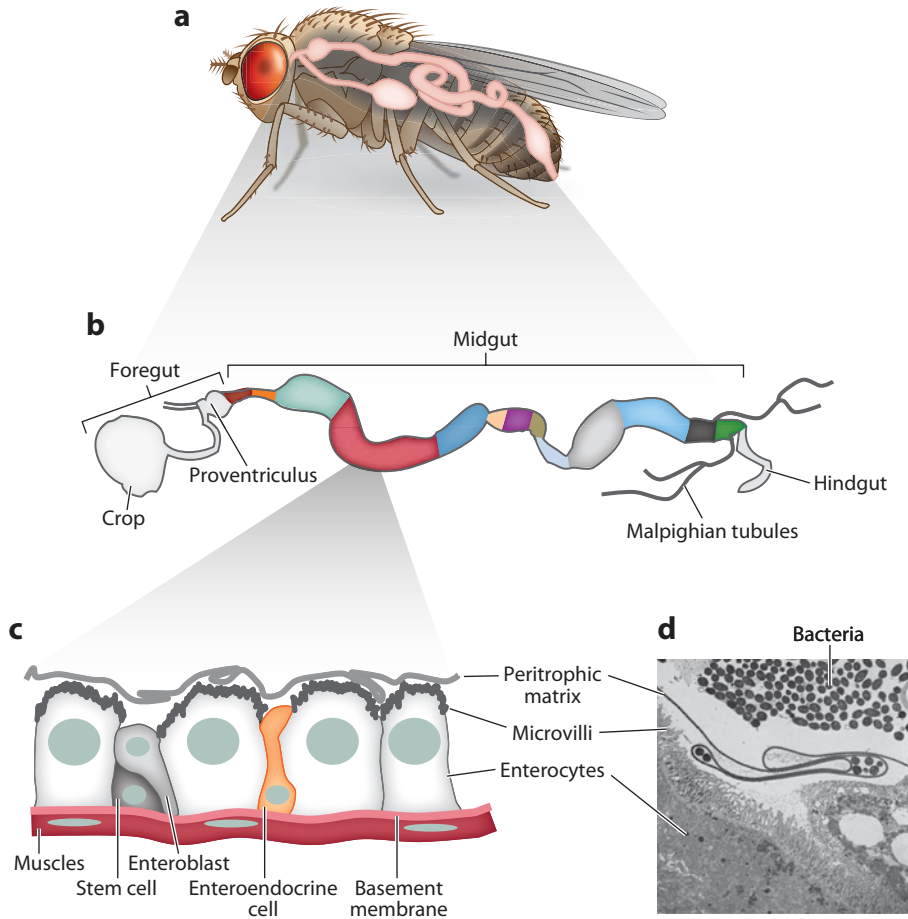 a
b
Midgut
Foregut
Proventriculus
Crop
Hindgut
Malpighian tubules
c
d
Bacteria
Peritrophic
matrix
Microvilli
Enterocytes
Muscles
Enteroblast
Stem cell
Enteroendocrine
cell
Basement
membrane